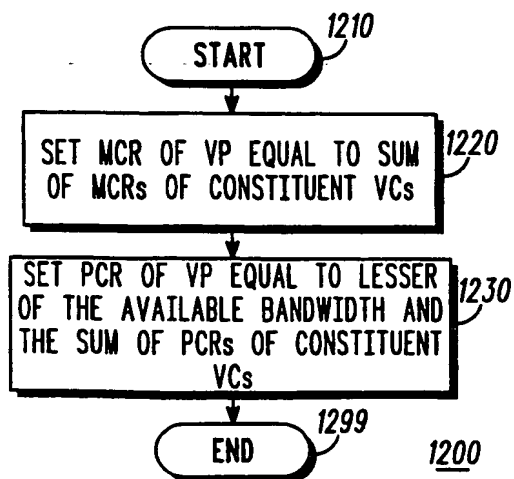 1210
START
SET MCR OF VP EQUAL TO SUM
OF MCRs OF CONSTITUENT VCs
1220
SET PCR OF VP EQUAL TO LESSER
OF THE AVAILABLE BANDWIDTH AND
THE SUM OF PCRs OF CONSTITUENT
VCs
1230
END
1299
1200